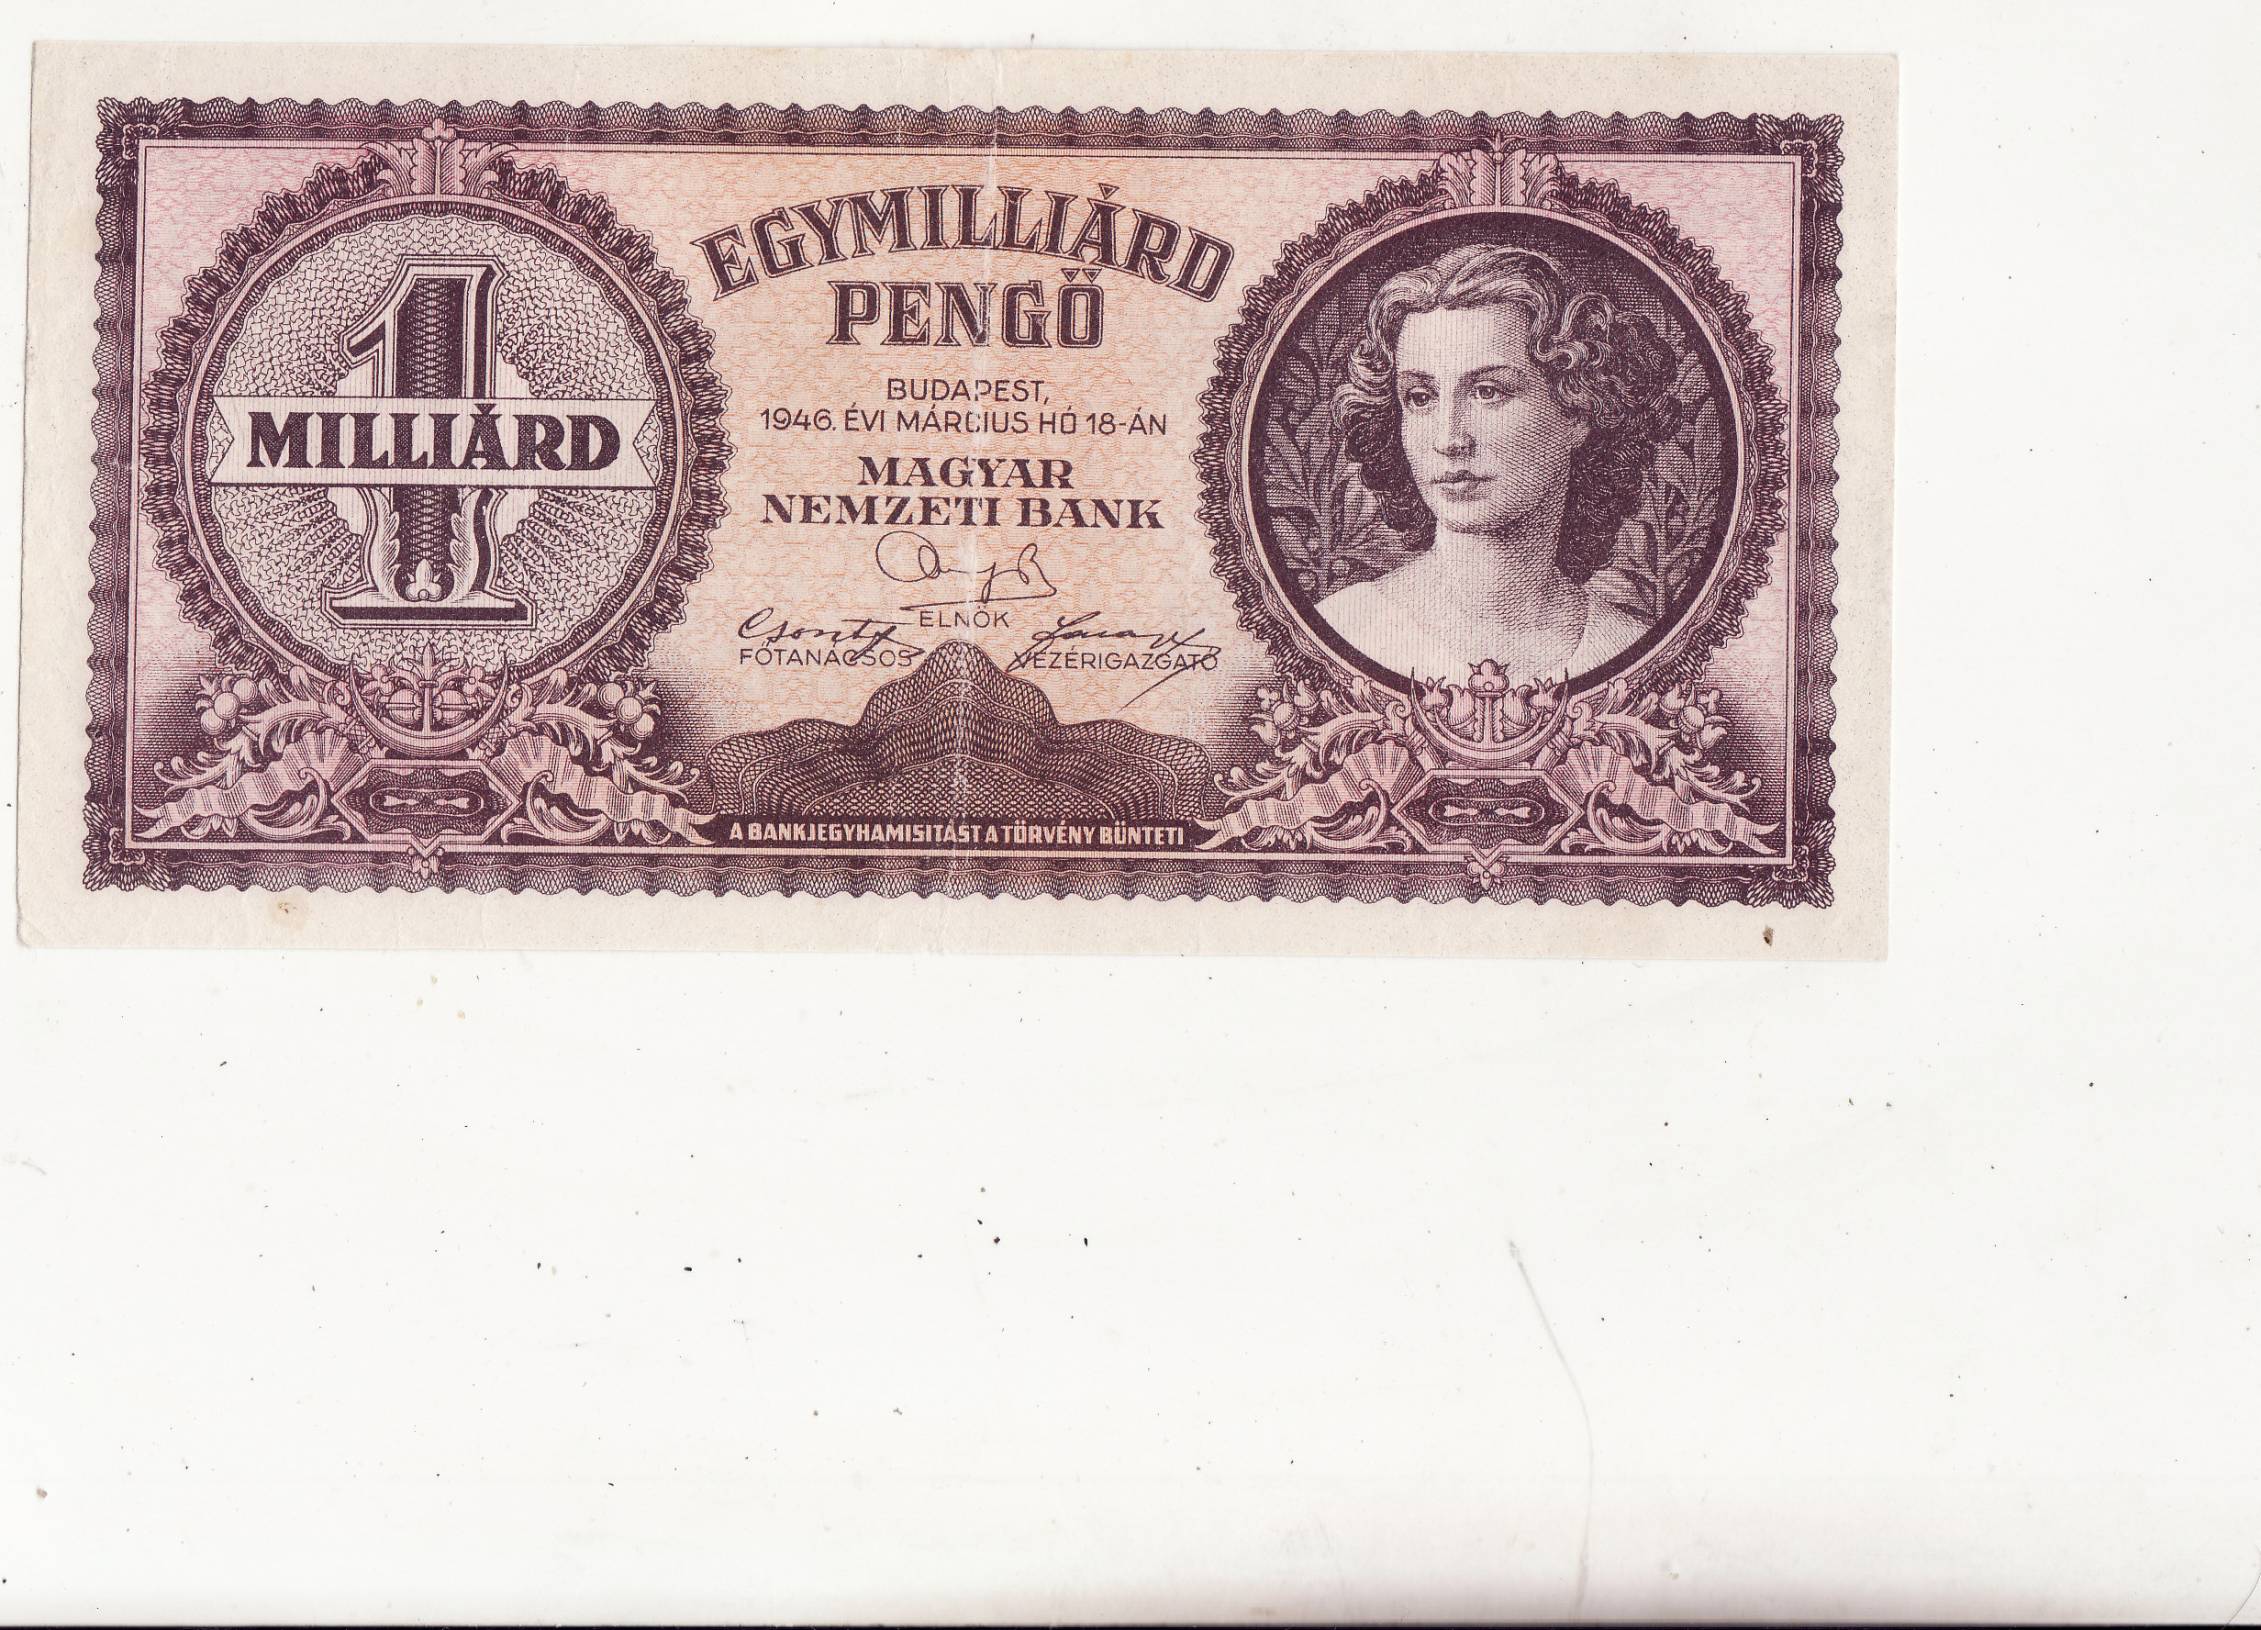 EGYMILLIÁRD
PENGŐ
1
MILLIÁRD
BUDAPEST,
1946. ÉVI MÁRCIUS HÓ 18-ÁN
MAGYAR
NEMZETI BANK
ELNÖK
FŐTANÁCSOS
VEZÉRIGAZGATÓ
A BANKJEGYHAMISITÁST A TÖRVÉNY BÜNTETI